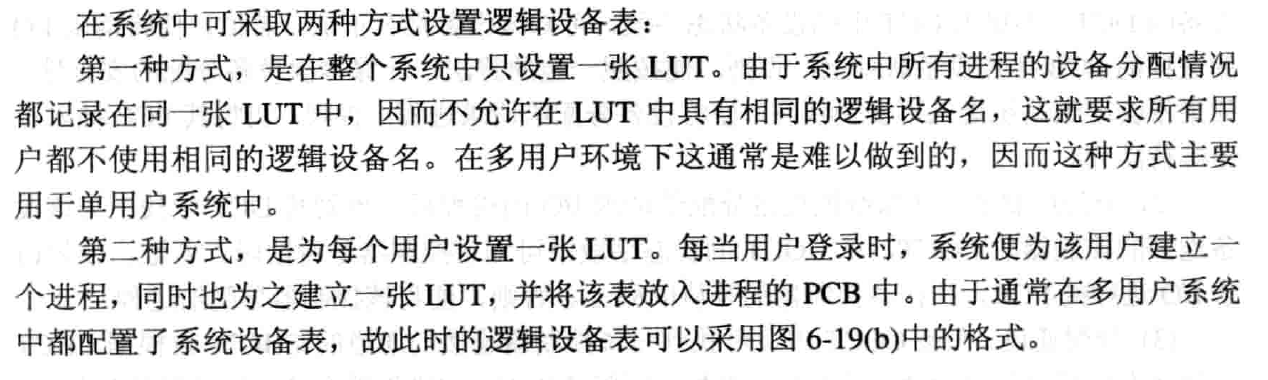 在系统中可采取两种方式设置逻辑设备表：
第一种方式，是在整个系统中只设置一张 LUT。由于系统中所有进程的设备分配情况
都记录在同一张 LUT 中，因而不允许在 LUT 中具有相同的逻辑设备名，这就要求所有用
户都不使用相同的逻辑设备名。在多用户环境下这通常是难以做到的，因而这种方式主要
用于单用户系统中。
第二种方式，是为每个用户设置一张 LUT。每当用户登录时，系统便为该用户建立一
个进程，同时也为之建立一张 LUT，并将该表放入进程的 PCB 中。由于通常在多用户系统
中都配置了系统设备表，故此时的逻辑设备表可以采用图 6-19(b)中的格式。